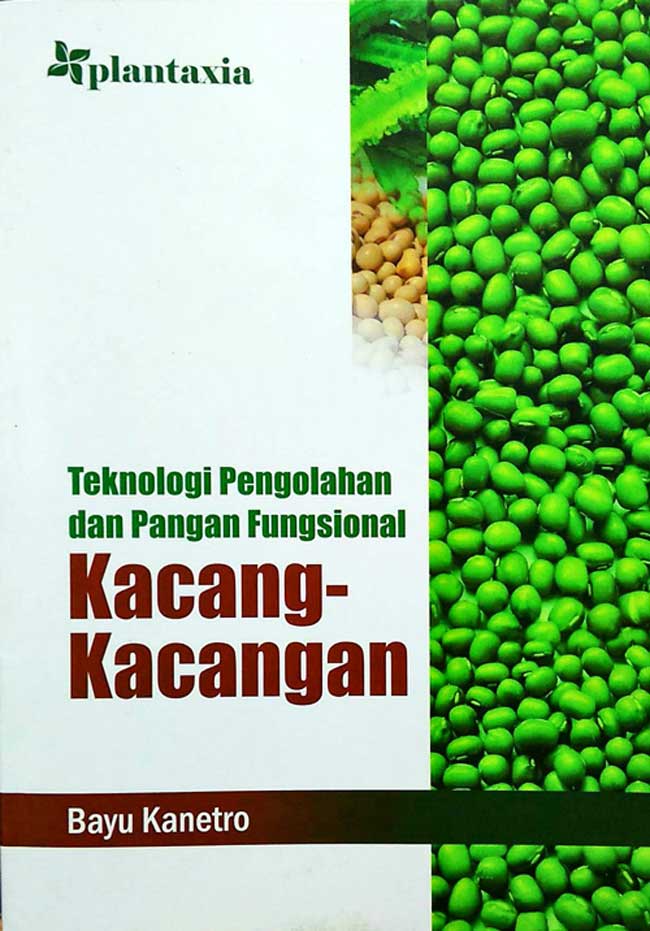 plantaxia
Teknologi Pengolahan
dan Pangan Fungsional
Kacang-
Kacangan
Bayu Kanetro